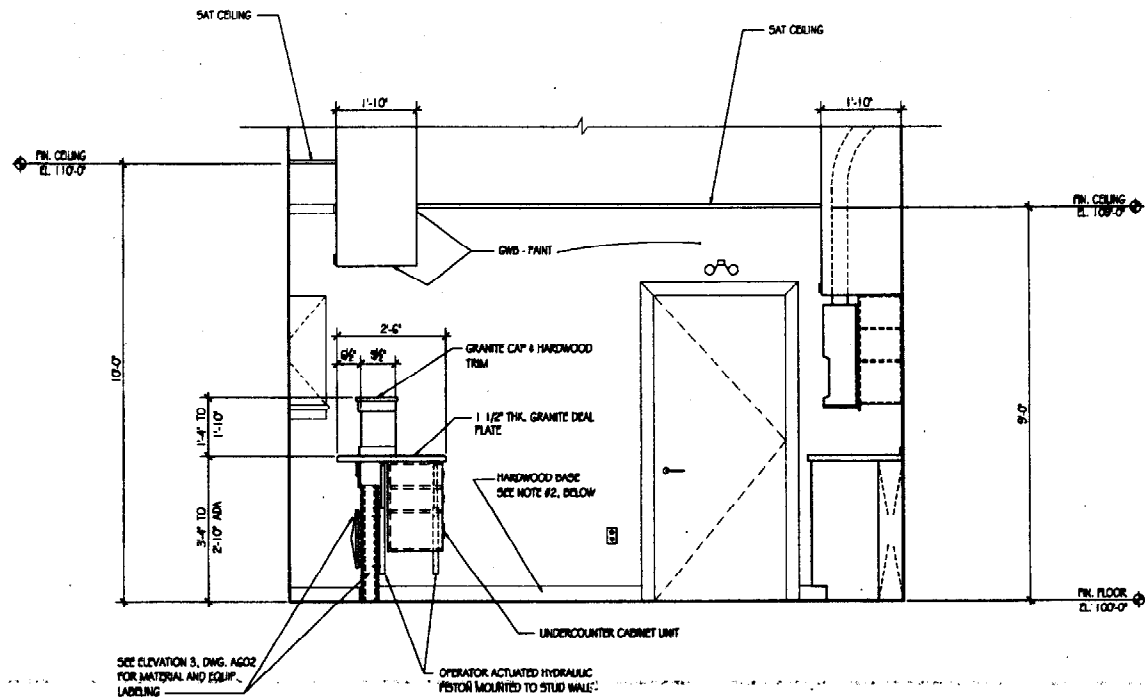 SAT CEILING
SAT CEILING
1'-10"
1'-10"
FIN. CEILING
EL. 110'-0"
FIN. CEILING
EL. 109'-0"
GWB - PAINT
2'-6"
GRANITE CAP & HARDWOOD
TRIM
10'-0"
1'-4" TO
1'-10"
1 1/2" THK. GRANITE DEAL
PLATE
9'-0"
HARDWOOD BASE
SEE NOTE #2, BELOW
3'-4" TO
2'-10" ADA
FIN. FLOOR
EL. 100'-0"
UNDERCOUNTER CABINET UNIT
SEE ELEVATION 3, DWG. A602
FOR MATERIAL AND EQUIP.
LABELING
OPERATOR ACTUATED HYDRAULIC
PISTON MOUNTED TO STUD WALL